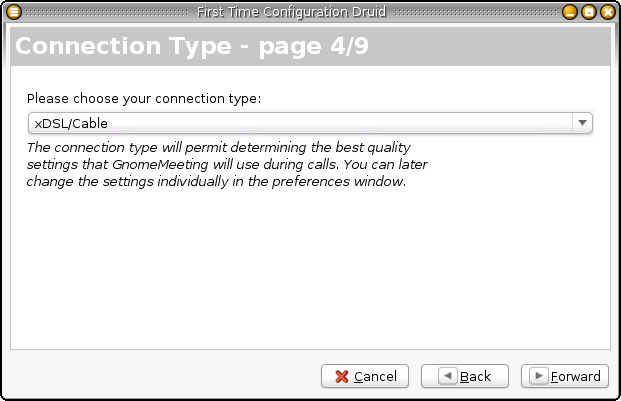 First Time Configuration Druid
Connection Type - page 4/9
Please choose your connection type:
xDSL/Cable
The connection type will permit determining the best quality
settings that GnomeMeeting will use during calls. You can later
change the settings individually in the preferences window.
Cancel
Back
Forward